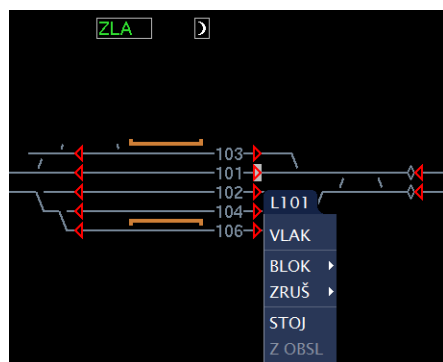 ZLA
103
101
102
L101
104
VLAK
106
BLOK
ZRUŠ
STOJ
Z OBSL